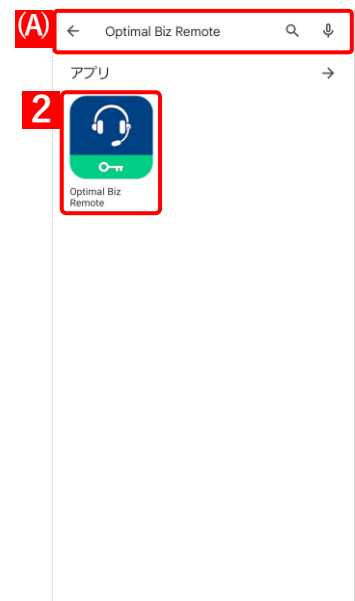 (A)
Optimal Biz Remote
アプリ
2
Optimal Biz
Remote